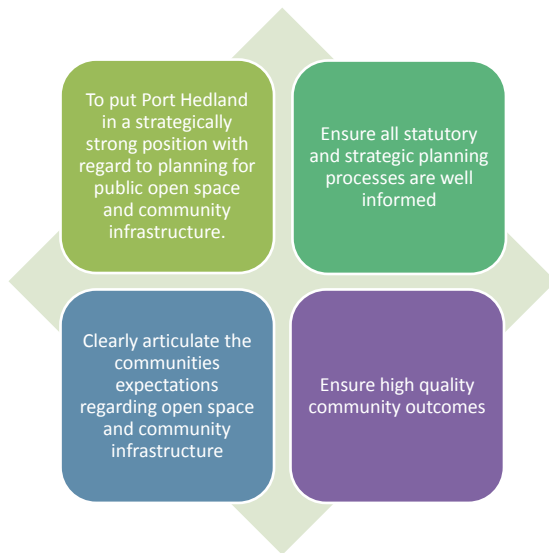 To put Port Hedland
in a strategically
strong position with
regard to planning for
public open space
and community
infrastructure.
Ensure all statutory
and strategic planning
processes are well
informed
Clearly articulate the
communities
expectations
regarding open space
and community
infrastructure
Ensure high quality
community outcomes